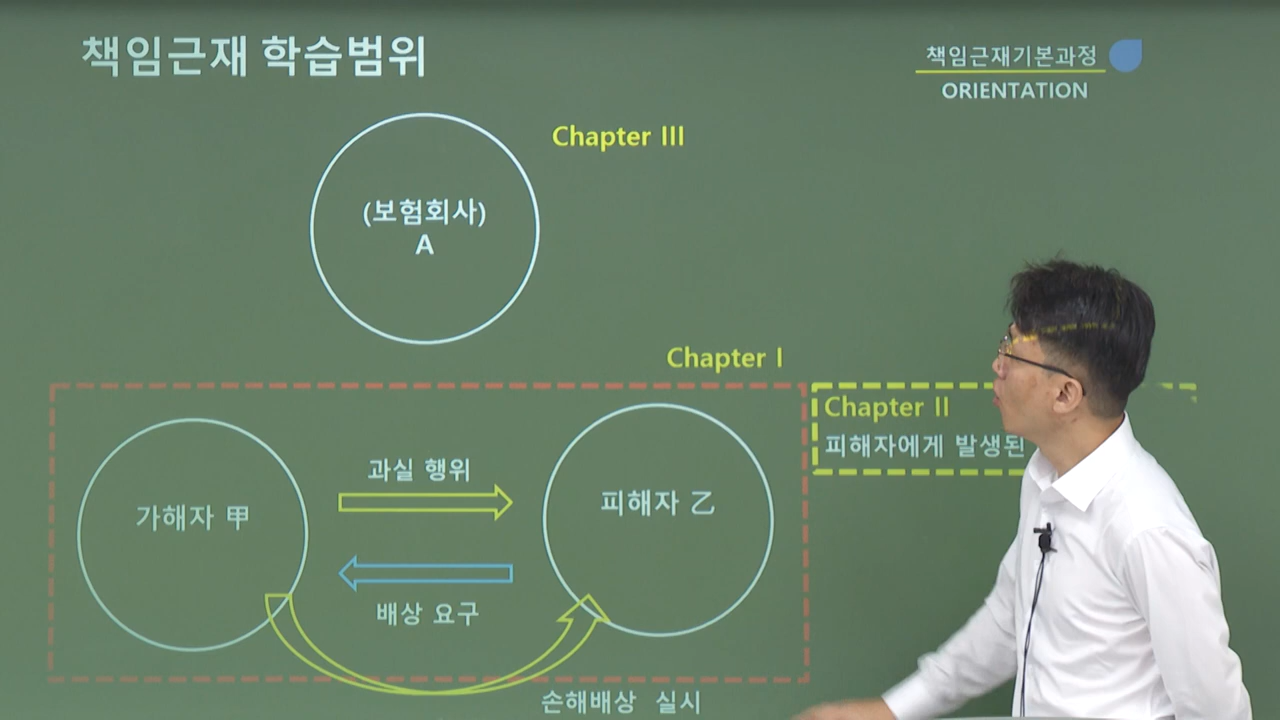 책임근재 학습범위
책임근재기본과정
ORIENTATION
Chapter III
(보험회사)
A
Chapter I
Chapter II
피해자에게 발생된
과실 행위
가해자 甲
피해자 乙
배상 요구
손해배상 실시